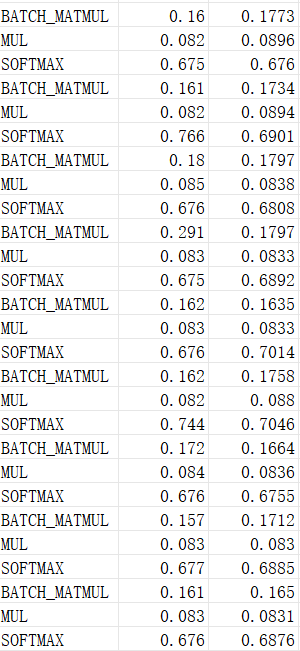 BATCH_MATMUL 0.16 0.1773
MUL 0.082 0.0896
SOFTMAX 0.675 0.676
BATCH_MATMUL 0.161 0.1734
MUL 0.082 0.0894
SOFTMAX 0.766 0.6901
BATCH_MATMUL 0.18 0.1797
MUL 0.085 0.0838
SOFTMAX 0.676 0.6808
BATCH_MATMUL 0.291 0.1797
MUL 0.083 0.0833
SOFTMAX 0.675 0.6892
BATCH_MATMUL 0.162 0.1635
MUL 0.083 0.0833
SOFTMAX 0.676 0.7014
BATCH_MATMUL 0.162 0.1758
MUL 0.082 0.088
SOFTMAX 0.744 0.7046
BATCH_MATMUL 0.172 0.1664
MUL 0.084 0.0836
SOFTMAX 0.676 0.6755
BATCH_MATMUL 0.157 0.1712
MUL 0.083 0.083
SOFTMAX 0.677 0.6885
BATCH_MATMUL 0.161 0.165
MUL 0.083 0.0831
SOFTMAX 0.676 0.6876